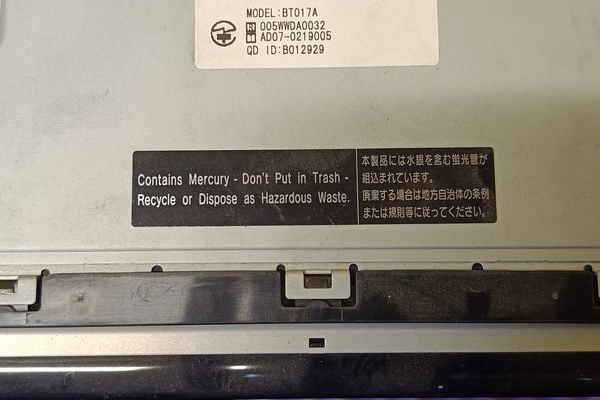 MODEL:BT017A
R 005WWDA0032
T AD07-0219005
QD ID:B012929
Contains Mercury - Don't Put in Trash -
Recycle or Dispose as Hazardous Waste.
本製品には水銀を含む蛍光管が
組込まれています。
廃棄する場合は地方自治体の条例
または規則等に従ってください。